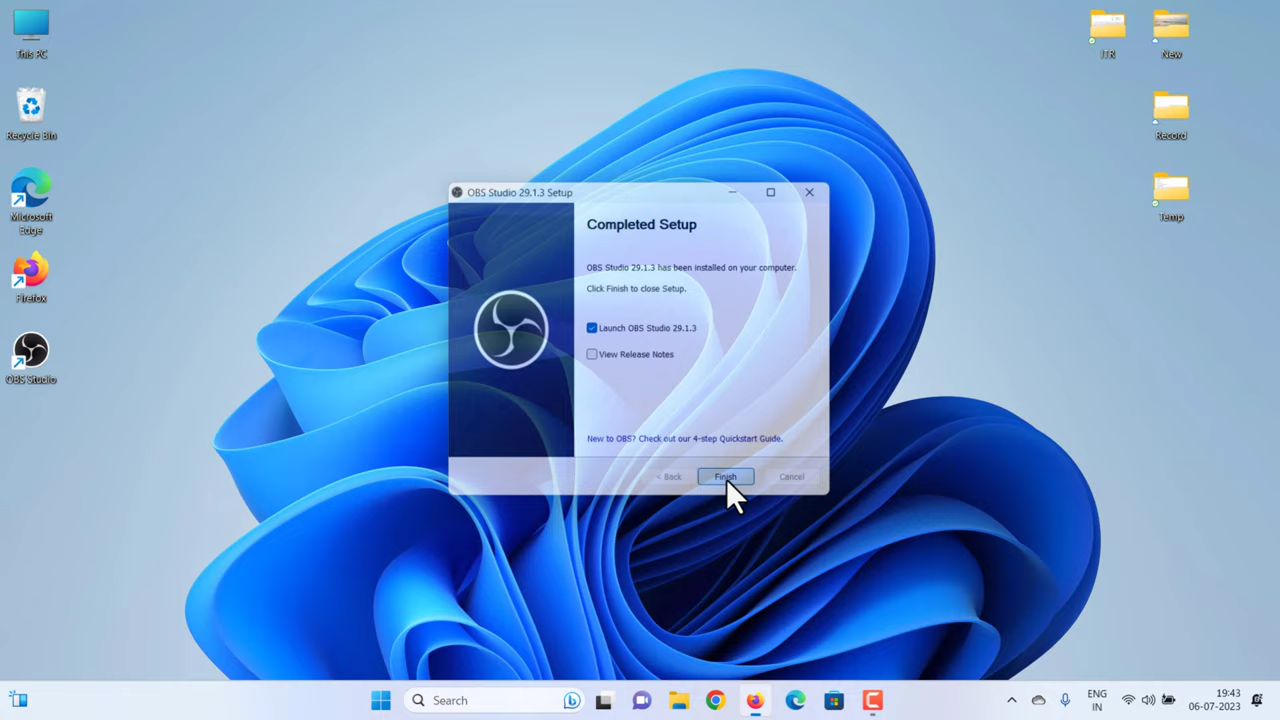 This PC
Recycle Bin
Microsoft
Edge
Firefox
OBS Studio
ITR
New
Record
Temp
OBS Studio 29.1.3 Setup
Completed Setup
OBS Studio 29.1.3 has been installed on your computer.
Click Finish to close Setup.
Launch OBS Studio 29.1.3
View Release Notes
New to OBS? Check out our 4-step Quickstart Guide.
< Back
Finish
Cancel
Search
ENG
IN
19:43
06-07-2023